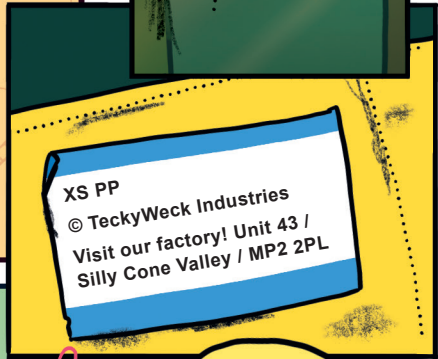 XS PP
© TeckyWeck Industries
Visit our factory! Unit 43 /
Silly Cone Valley / MP2 2PL